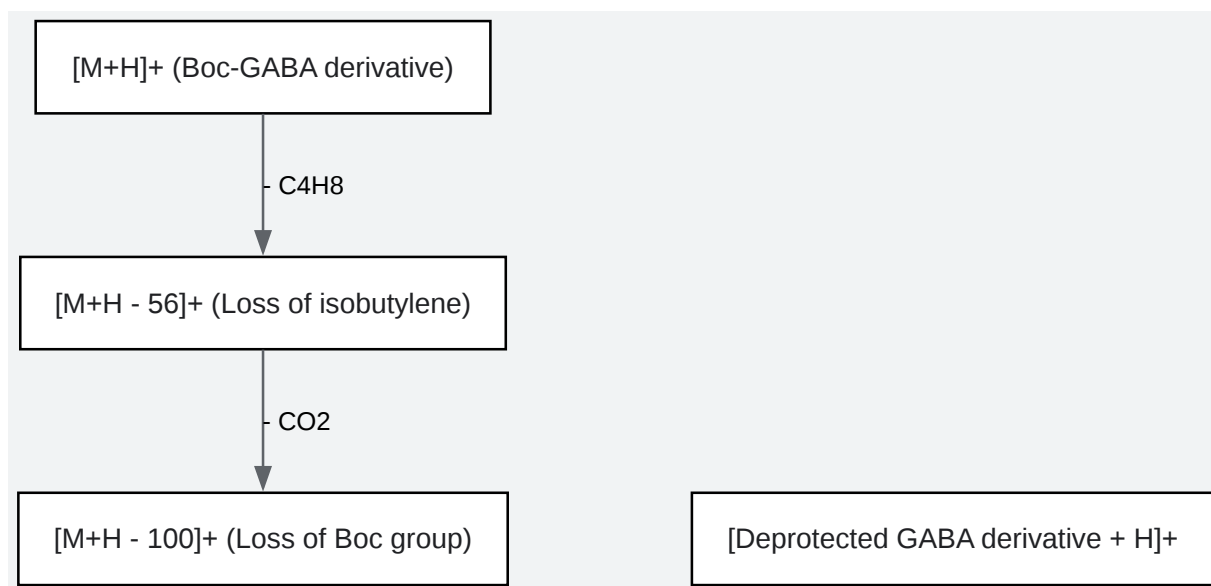 [M+H]+ (Boc-GABA derivative)
- C4H8
[M+H - 56]+ (Loss of isobutylene)
- CO2
[M+H - 100]+ (Loss of Boc group)
[Deprotected GABA derivative + H]+